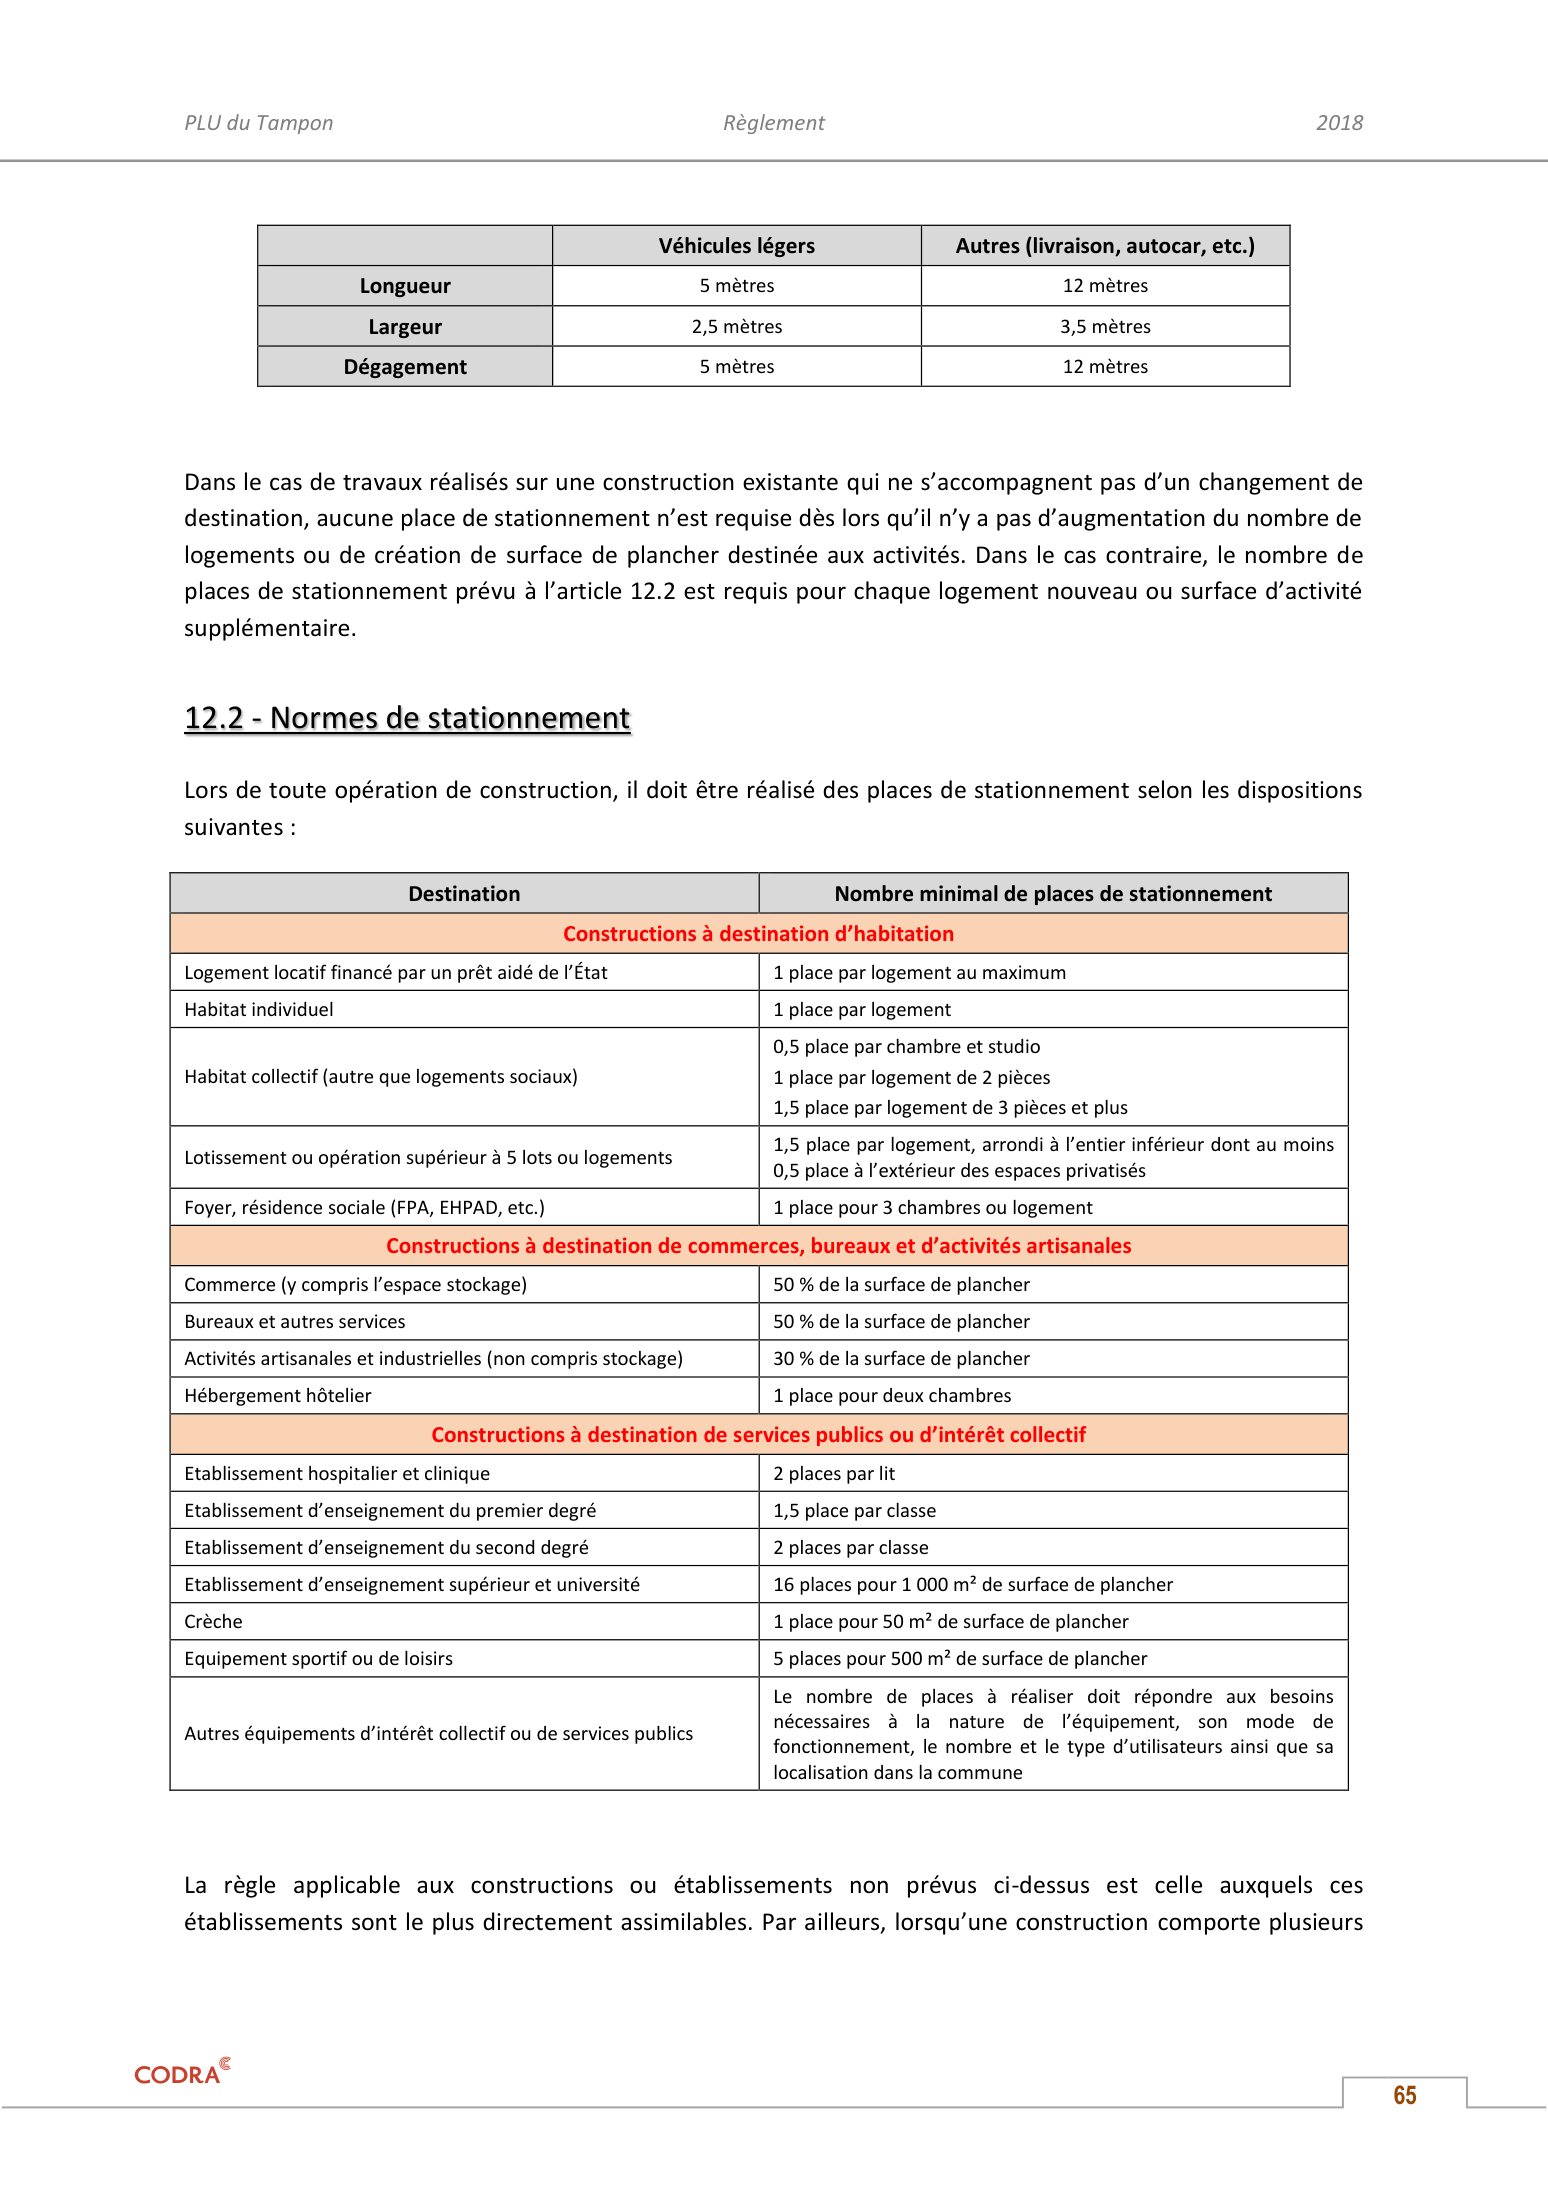 PLU du Tampon Règlement 2018
Véhicules légers Autres (livraison, autocar, etc.)
Longueur 5 mètres 12 mètres
Largeur 2,5 mètres 3,5 mètres
Dégagement 5 mètres 12 mètres
Dans le cas de travaux réalisés sur une construction existante qui ne s’accompagnent pas d’un changement de
destination, aucune place de stationnement n’est requise dès lors qu’il n’y a pas d’augmentation du nombre de
logements ou de création de surface de plancher destinée aux activités. Dans le cas contraire, le nombre de
places de stationnement prévu à l’article 12.2 est requis pour chaque logement nouveau ou surface d’activité
supplémentaire.
12.2 - Normes de stationnement
Lors de toute opération de construction, il doit être réalisé des places de stationnement selon les dispositions
suivantes :
Destination Nombre minimal de places de stationnement
Constructions à destination d’habitation
Logement locatif financé par un prêt aidé de l’État 1 place par logement au maximum
Habitat individuel 1 place par logement
Habitat collectif (autre que logements sociaux)
0,5 place par chambre et studio
1 place par logement de 2 pièces
1,5 place par logement de 3 pièces et plus
Lotissement ou opération supérieur à 5 lots ou logements
1,5 place par logement, arrondi à l’entier inférieur dont au moins
0,5 place à l’extérieur des espaces privatisés
Foyer, résidence sociale (FPA, EHPAD, etc.) 1 place pour 3 chambres ou logement
Constructions à destination de commerces, bureaux et d’activités artisanales
Commerce (y compris l’espace stockage) 50 % de la surface de plancher
Bureaux et autres services 50 % de la surface de plancher
Activités artisanales et industrielles (non compris stockage) 30 % de la surface de plancher
Hébergement hôtelier 1 place pour deux chambres
Constructions à destination de services publics ou d’intérêt collectif
Etablissement hospitalier et clinique 2 places par lit
Etablissement d’enseignement du premier degré 1,5 place par classe
Etablissement d’enseignement du second degré 2 places par classe
Etablissement d’enseignement supérieur et université 16 places pour 1 000 m² de surface de plancher
Crèche 1 place pour 50 m² de surface de plancher
Equipement sportif ou de loisirs 5 places pour 500 m² de surface de plancher
Autres équipements d’intérêt collectif ou de services publics
Le nombre de places à réaliser doit répondre aux besoins
nécessaires à la nature de l’équipement, son mode de
fonctionnement, le nombre et le type d’utilisateurs ainsi que sa
localisation dans la commune
La règle applicable aux constructions ou établissements non prévus ci-dessus est celle auxquels ces
établissements sont le plus directement assimilables. Par ailleurs, lorsqu’une construction comporte plusieurs
CODRA
65